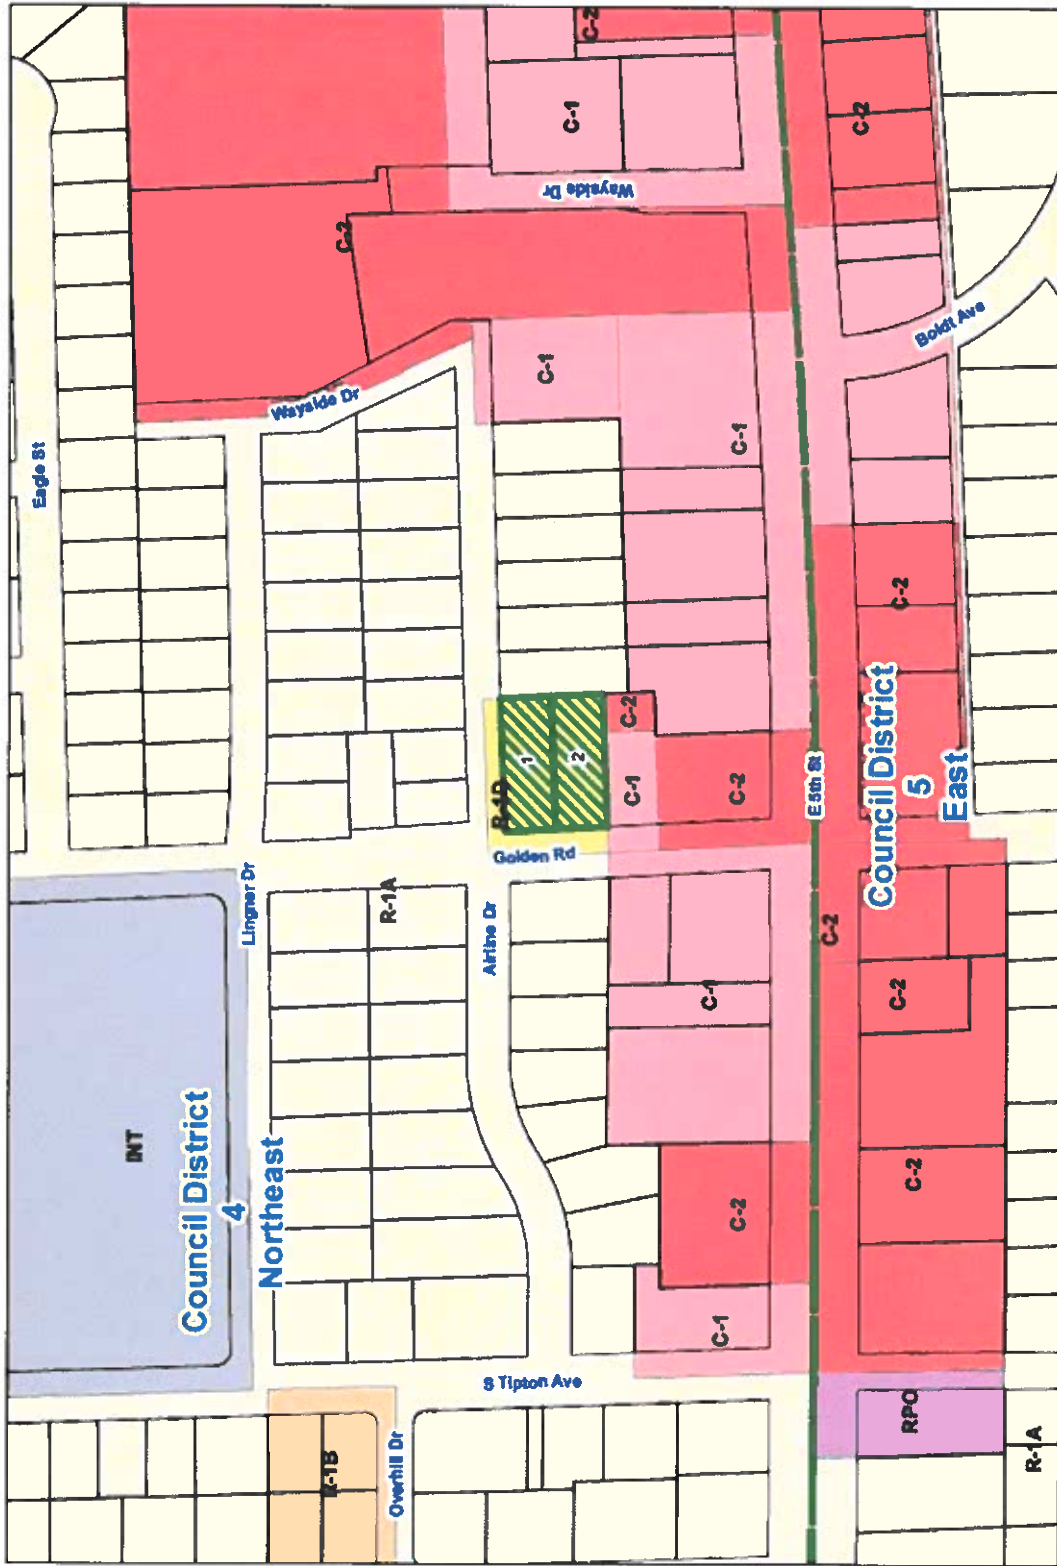 Council District
4
Northeast
INT
Council District
5
East
Eagle St
Wayside Dr
Wayside Dr
Lingner Dr
Airline Dr
Golden Rd
Overhill Dr
S Tipton Ave
E 5th St
Boldt Ave
R-1B
R-1A
R-1D
1
2
C-2
C-2
C-1
C-1
C-1
C-2
C-1
C-2
C-2
C-1
C-2
C-1
C-2
C-2
C-2
C-2
RPO
R-1A